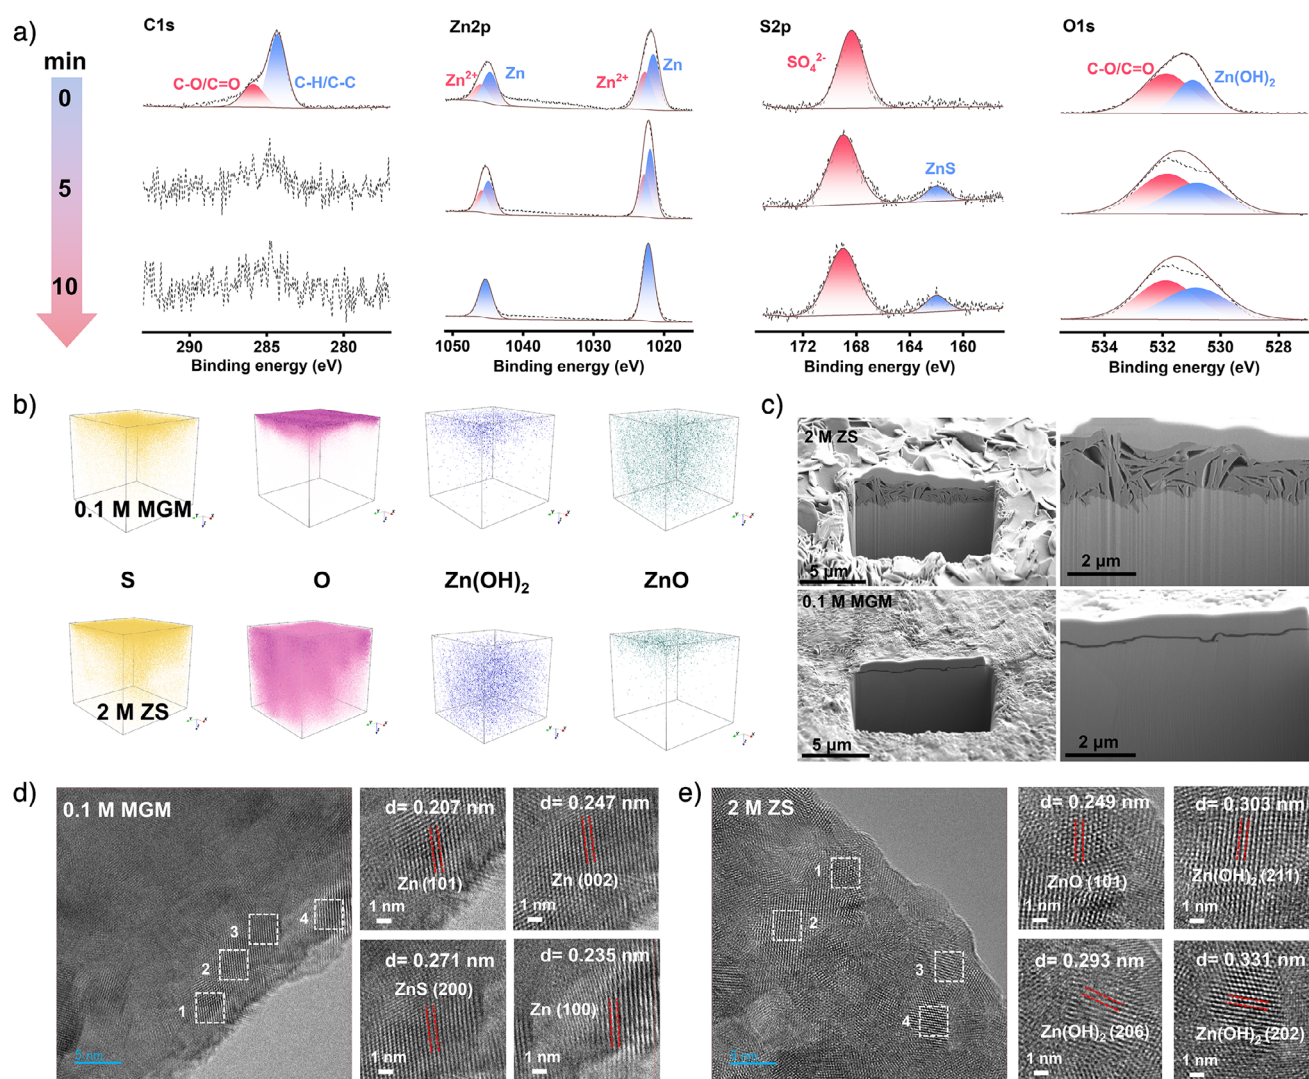 a)
min
0
5
10
C1s
C-O/C=O
C-H/C-C
290
285
280
Binding energy (eV)
Zn2p
Zn²⁺
Zn
Zn²⁺
Zn
1050
1040
1030
1020
Binding energy (eV)
S2p
SO₄²⁻
ZnS
172
168
164
160
Binding energy (eV)
O1s
C-O/C=O
Zn(OH)₂
534
532
530
528
Binding energy (eV)
b)
0.1 M MGM
S
O
Zn(OH)₂
ZnO
2 M ZS
c)
2 M ZS
5 μm
2 μm
0.1 M MGM
5 μm
2 μm
d)
0.1 M MGM
1
2
3
4
5 nm
d= 0.207 nm
Zn (101)
1 nm
d= 0.247 nm
Zn (002)
1 nm
d= 0.271 nm
ZnS (200)
1 nm
d= 0.235 nm
Zn (100)
1 nm
e)
2 M ZS
1
2
3
4
d= 0.249 nm
ZnO (101)
1 nm
d= 0.303 nm
Zn(OH)₂ (211)
1 nm
d= 0.293 nm
Zn(OH)₂ (206)
1 nm
d= 0.331 nm
Zn(OH)₂ (202)
1 nm